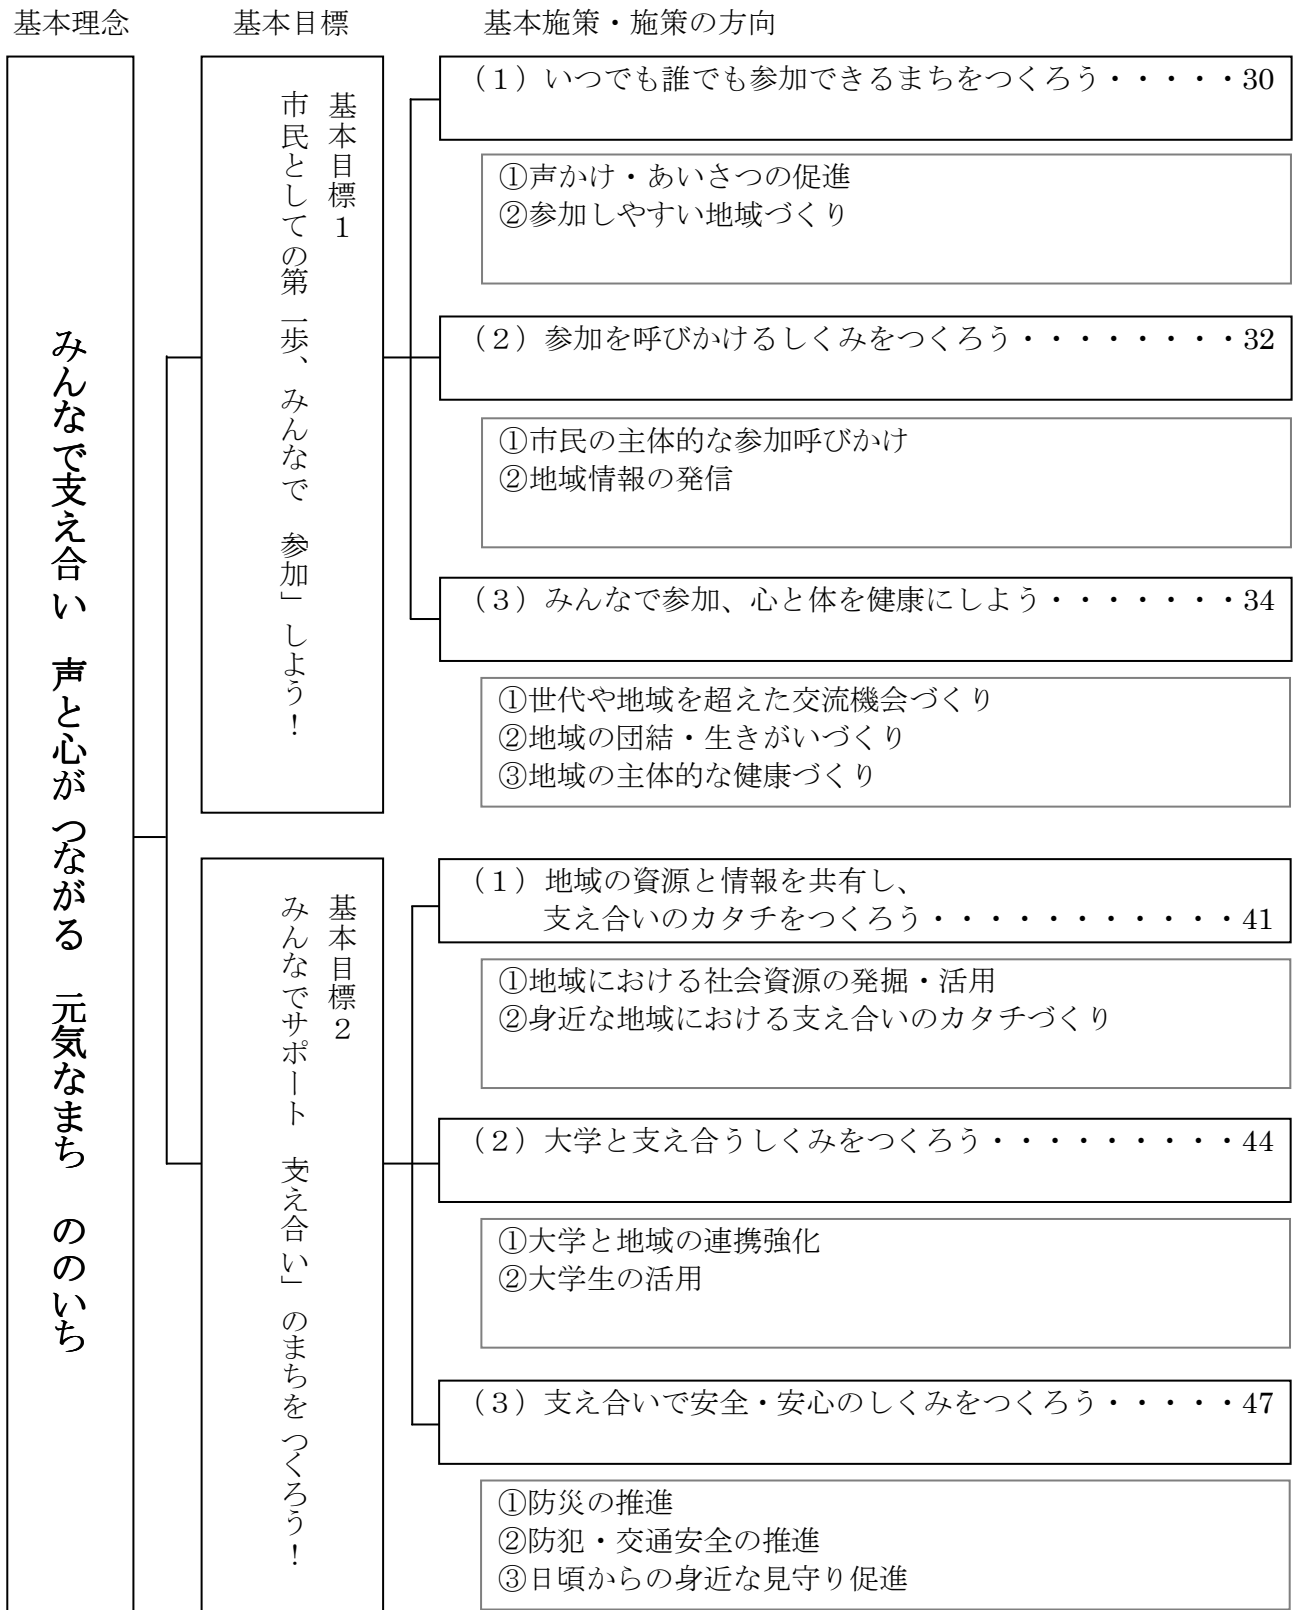 基本理念
基本目標
基本施策・施策の方向
みんなで支え合い　声と心がつながる　元気なまち　ののいち
基本目標１
市民としての第一歩、みんなで「参加」しよう！
（１）いつでも誰でも参加できるまちをつくろう・・・・・30
①声かけ・あいさつの促進
②参加しやすい地域づくり
（２）参加を呼びかけるしくみをつくろう・・・・・・・・32
①市民の主体的な参加呼びかけ
②地域情報の発信
（３）みんなで参加、心と体を健康にしよう・・・・・・・34
①世代や地域を超えた交流機会づくり
②地域の団結・生きがいづくり
③地域の主体的な健康づくり
基本目標２
みんなでサポート「支え合い」のまちをつくろう！
（１）地域の資源と情報を共有し、
支え合いのカタチをつくろう・・・・・・・・・・・41
①地域における社会資源の発掘・活用
②身近な地域における支え合いのカタチづくり
（２）大学と支え合うしくみをつくろう・・・・・・・・・44
①大学と地域の連携強化
②大学生の活用
（３）支え合いで安全・安心のしくみをつくろう・・・・・47
①防災の推進
②防犯・交通安全の推進
③日頃からの身近な見守り促進